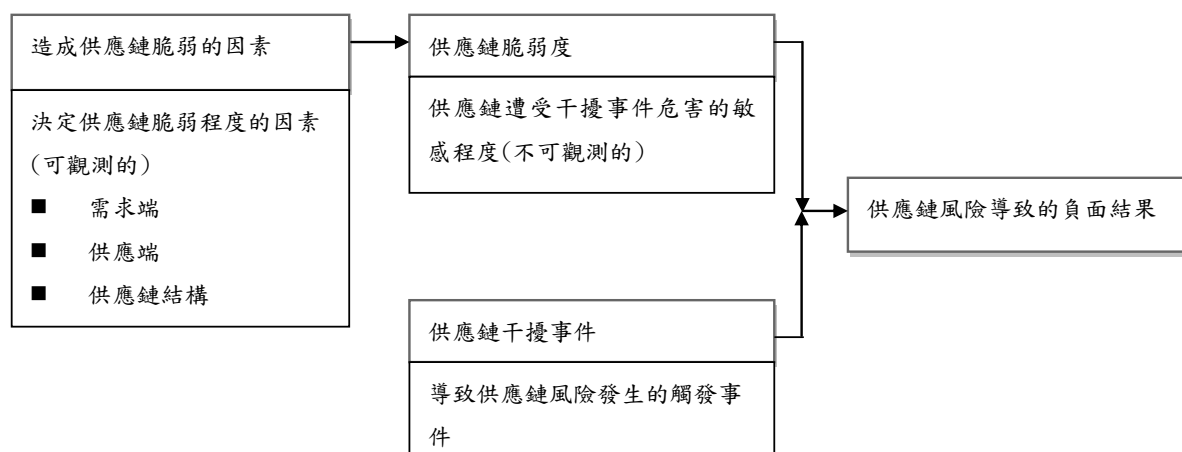 造成供應鏈脆弱的因素
決定供應鏈脆弱程度的因素
(可觀測的)
■ 需求端
■ 供應端
■ 供應鏈結構
供應鏈脆弱度
供應鏈遭受干擾事件危害的敏
感程度(不可觀測的)
供應鏈干擾事件
導致供應鏈風險發生的觸發事
件
供應鏈風險導致的負面結果